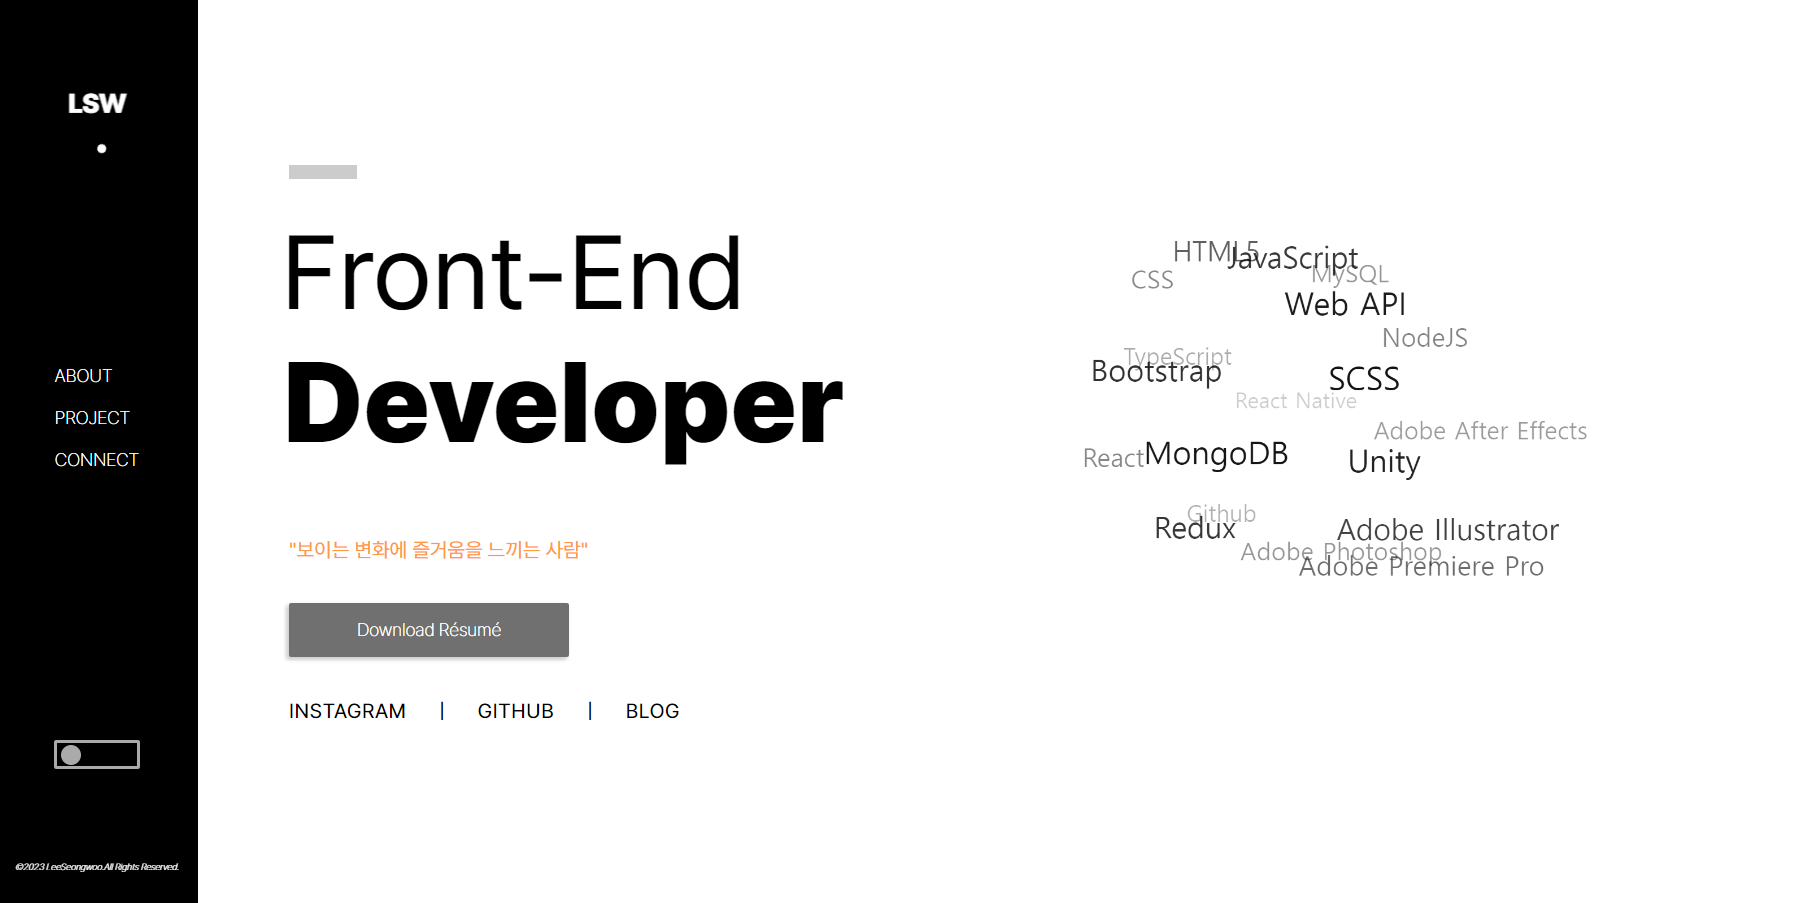 LSW
ABOUT
PROJECT
CONNECT
©2023 LeeSeongwoo.All Rights Reserved.
Front-End
Developer
"보이는 변화에 즐거움을 느끼는 사람"
Download Résumé
INSTAGRAM | GITHUB | BLOG
HTML5
JavaScript
CSS
MySQL
Web API
NodeJS
TypeScript
Bootstrap
SCSS
React Native
Adobe After Effects
React
MongoDB
Unity
Github
Redux
Adobe Illustrator
Adobe Photoshop
Adobe Premiere Pro